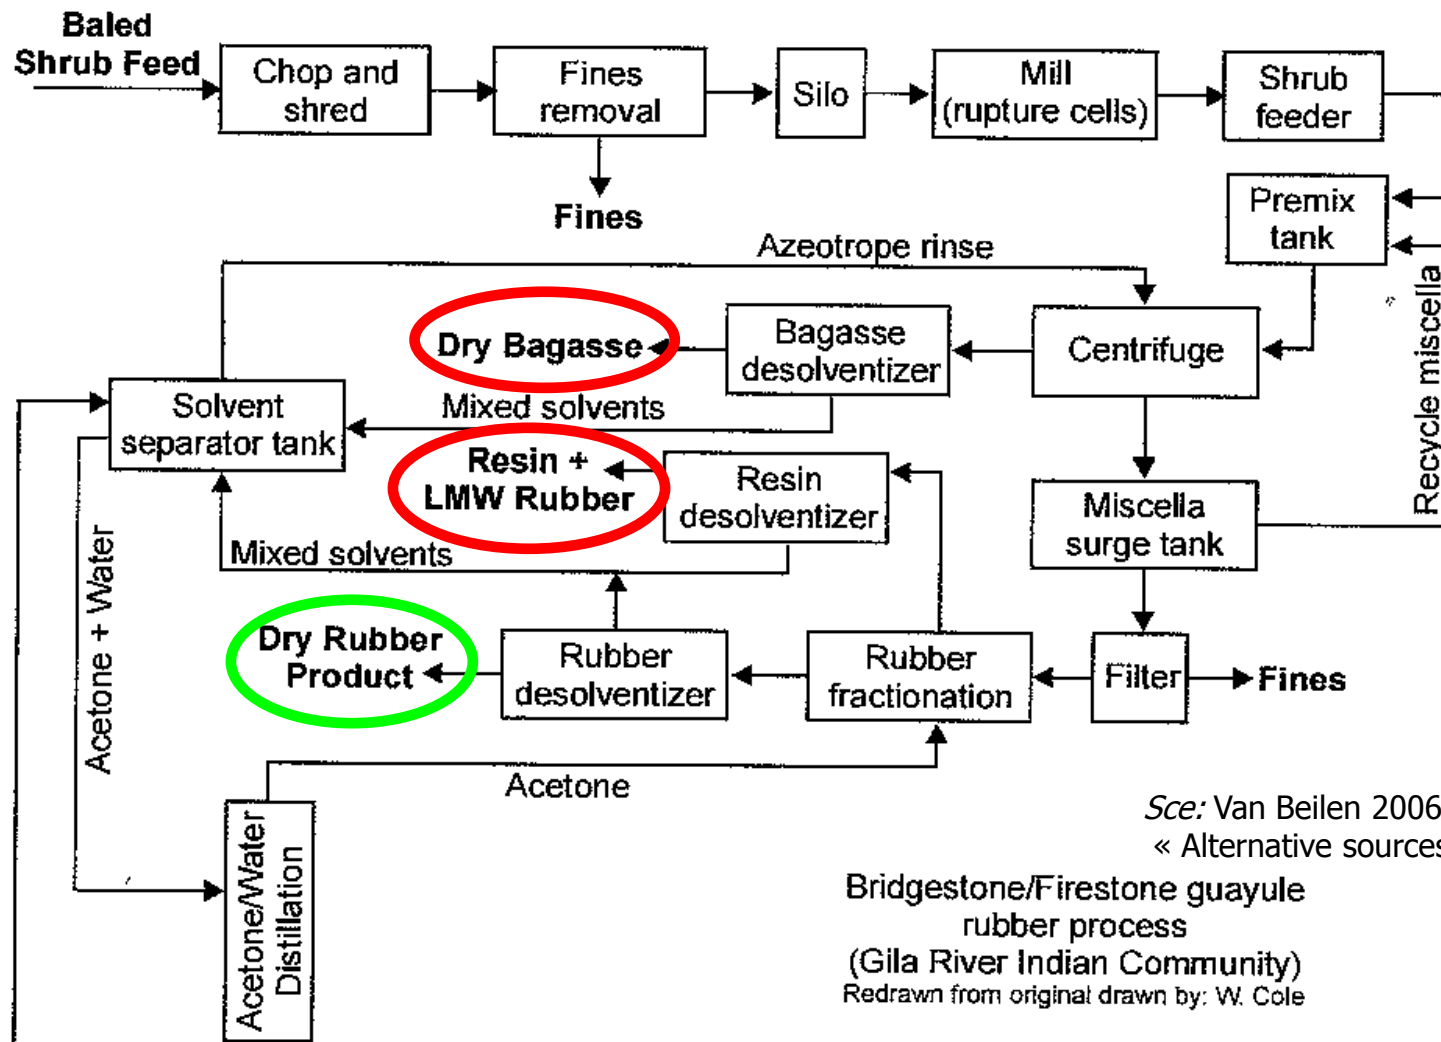 Baled
Shrub Feed
Chop and
shred
Fines
removal
Silo
Mill
(rupture cells)
Shrub
feeder
Fines
Premix
tank
Azeotrope rinse
Recycle miscella
Dry Bagasse
Bagasse
desolventizer
Centrifuge
Solvent
separator tank
Mixed solvents
Resin +
LMW Rubber
Resin
desolventizer
Miscella
surge tank
Mixed solvents
Acetone + Water
Dry Rubber
Product
Rubber
desolventizer
Rubber
fractionation
Filter
Fines
Acetone
Acetone/Water
Distillation
Sce: Van Beilen 2006
« Alternative sources
Bridgestone/Firestone guayule
rubber process
(Gila River Indian Community)
Redrawn from original drawn by: W. Cole